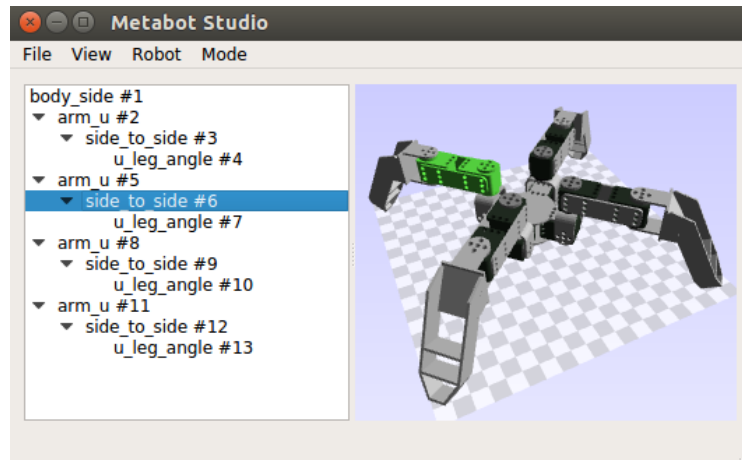 Metabot Studio
File View Robot Mode
body_side #1
arm_u #2
side_to_side #3
u_leg_angle #4
arm_u #5
side_to_side #6
u_leg_angle #7
arm_u #8
side_to_side #9
u_leg_angle #10
arm_u #11
side_to_side #12
u_leg_angle #13